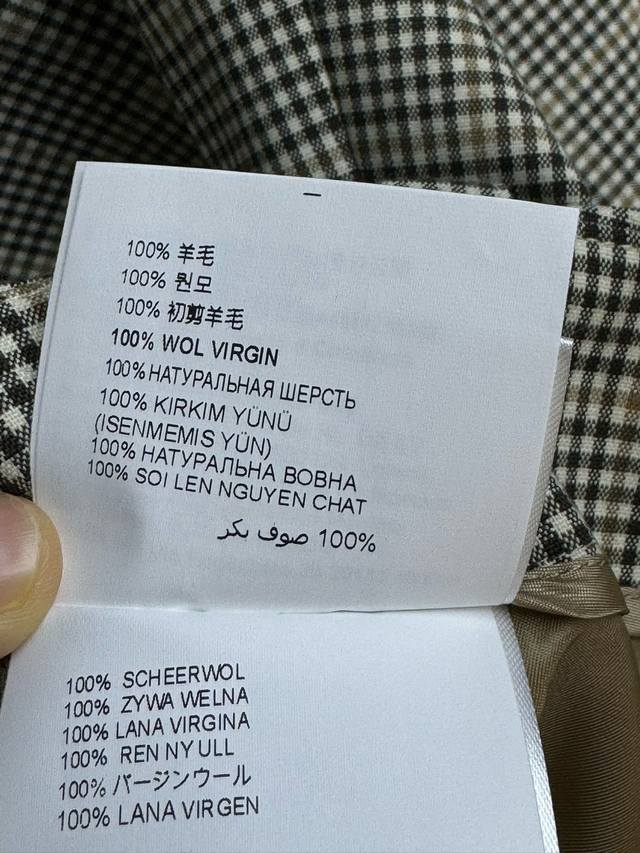 100% 羊毛
100% 뭔모
100% 初剪羊毛
100% WOL VIRGIN
100% НАТУРАЛЬНАЯ ШЕРСТЬ
100% KIRKIM YÜNÜ
(ISENMEMIS YÜN)
100% НАТУРАЛЬНА ВОВНА
100% SOI LEN NGUYEN CHAT
100% صوف بكر
100% SCHEERWOL
100% ZYWA WELNA
100% LANA VIRGINA
100% REN NY ULL
100% バージンウール
100% LANA VIRGEN